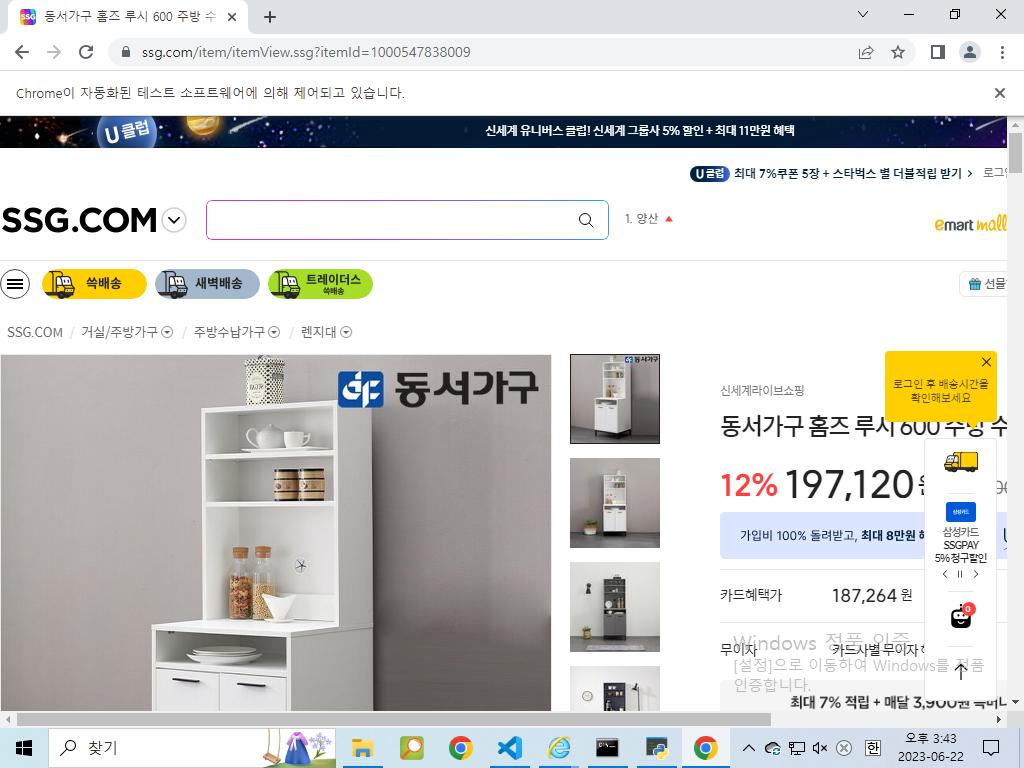 동서가구 홈즈 루시 600 주방 수
ssg.com/item/itemView.ssg?itemId=1000547838009
Chrome이 자동화된 테스트 소프트웨어에 의해 제어되고 있습니다.
U클럽
신세계 유니버스 클럽! 신세계 그룹사 5% 할인 + 최대 11만원 혜택
U클럽 최대 7%쿠폰 5장 + 스타벅스 별 더블적립 받기 > 로그인
SSG.COM
1. 양산
emart mall
쓱배송
새벽배송
트레이더스
쓱배송
선물
SSG.COM / 거실/주방가구 / 주방수납가구 / 렌지대
동서가구
동서가구
신세계라이브쇼핑
로그인 후 배송시간을
확인해보세요
동서가구 홈즈 루시 600 주방 수
12% 197,120원
가입비 100% 돌려받고, 최대 8만원
삼성카드
삼성카드
SSGPAY
5% 청구할인
카드혜택가 187,264 원
0
무이자 카드사별 무이자
Windows 정품 인증
[설정]으로 이동하여 Windows를 정품
인증합니다.
최대 7% 적립 + 매달 3,900원
찾기
한
오후 3:43
2023-06-22